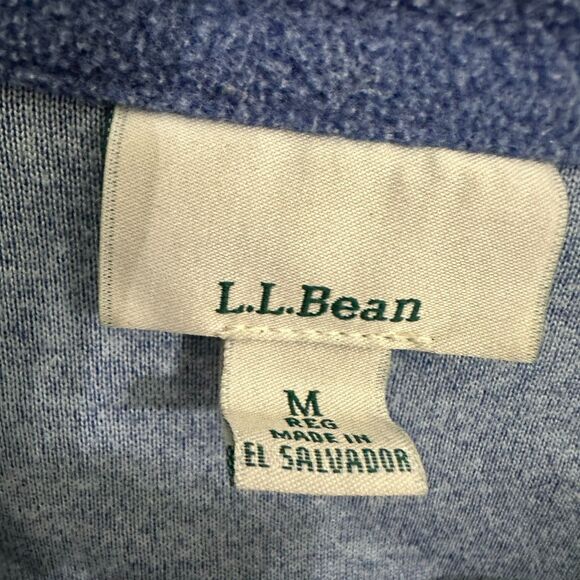 L.L.Bean
M
REG
MADE IN
EL SALVADOR